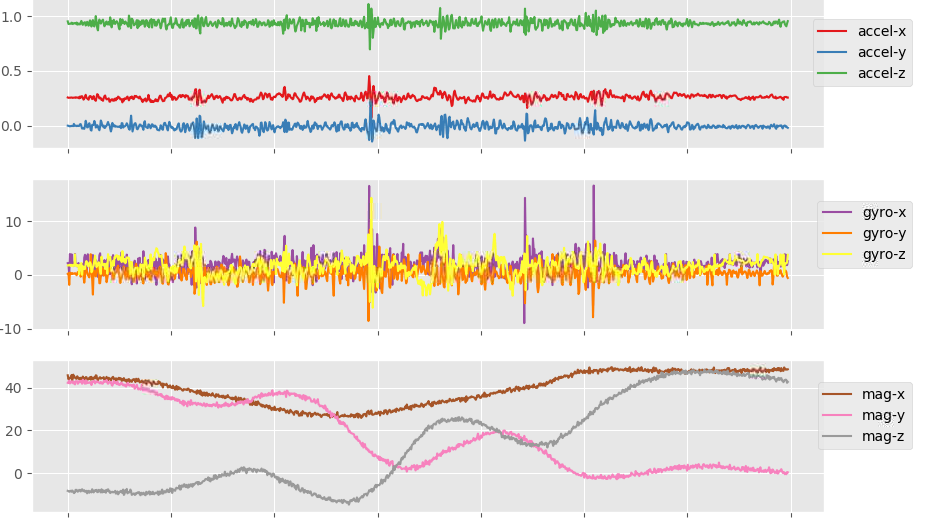 1.0
0.5
0.0
accel-x
accel-y
accel-z
10
0
-10
gyro-x
gyro-y
gyro-z
40
20
0
mag-x
mag-y
mag-z